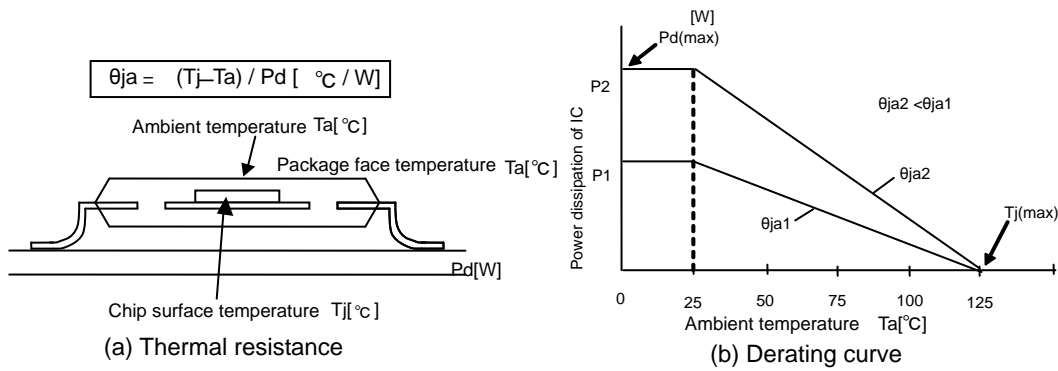 θja = (Tj–Ta) / Pd [ °C / W]
Ambient temperature Ta[°C]
Package face temperature Ta[°C]
Pd[W]
Chip surface temperature Tj[°C]
(a) Thermal resistance
[W]
Pd(max)
P2
θja2 <θja1
Power dissipation of IC
P1
θja2
Tj(max)
θja1
0 25 50 75 100 125
Ambient temperature Ta[°C]
(b) Derating curve